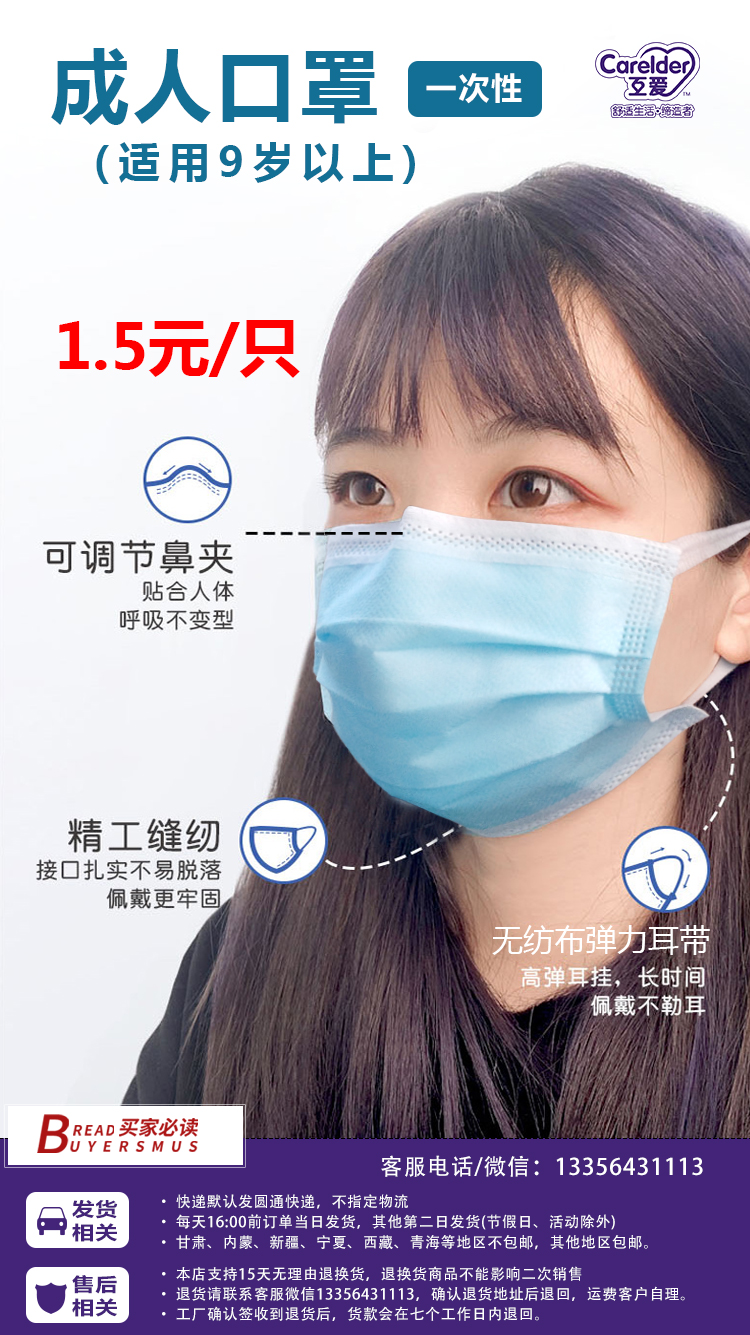 成人口罩
一次性
Carelder
互爱
TM
舒适生活·缔造者
(适用9岁以上)
1.5元/只
可调节鼻夹
贴合人体
呼吸不变型
精工缝纫
接口扎实不易脱落
佩戴更牢固
无纺布弹力耳带
高弹耳挂，长时间
佩戴不勒耳
BREAD买家必读
UYERSMUS
客服电话/微信：13356431113
发货
相关
• 快递默认发圆通快递，不指定物流
• 每天16:00前订单当日发货，其他第二日发货(节假日、活动除外)
• 甘肃、内蒙、新疆、宁夏、西藏、青海等地区不包邮，其他地区包邮。
售后
相关
• 本店支持15天无理由退换货，退换货商品不能影响二次销售
• 退货请联系客服微信13356431113，确认退货地址后退回，运费客户自理。
• 工厂确认签收到退货后，货款会在七个工作日内退回。